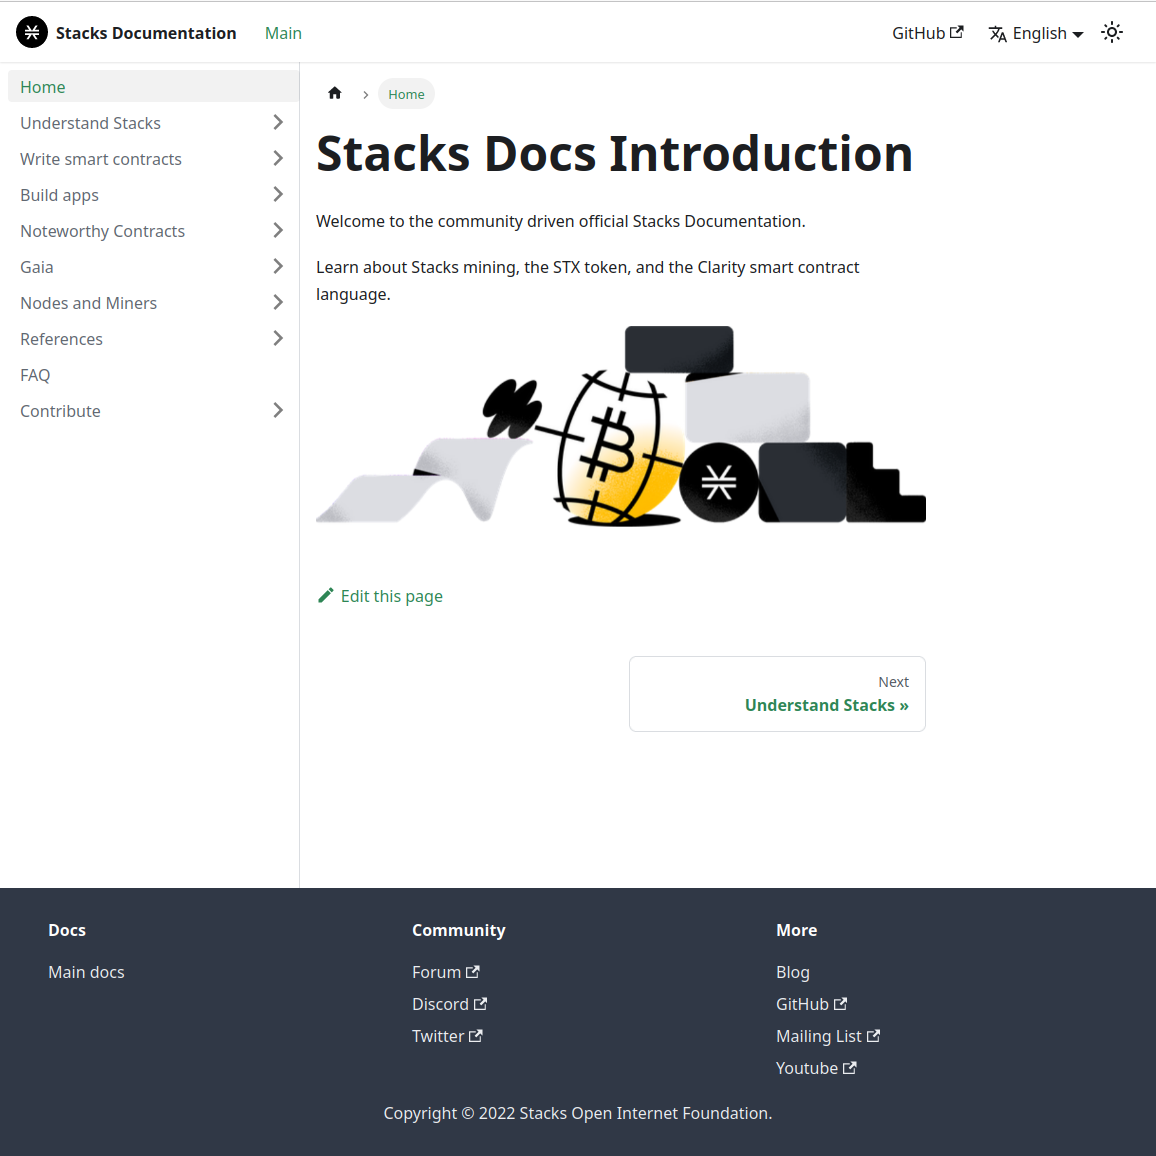 Stacks Documentation
Main
GitHub
English
Home
Understand Stacks
Write smart contracts
Build apps
Noteworthy Contracts
Gaia
Nodes and Miners
References
FAQ
Contribute
Home
Stacks Docs Introduction
Welcome to the community driven official Stacks Documentation.
Learn about Stacks mining, the STX token, and the Clarity smart contract
language.
Edit this page
Next
Understand Stacks »
Docs
Main docs
Community
Forum
Discord
Twitter
More
Blog
GitHub
Mailing List
Youtube
Copyright © 2022 Stacks Open Internet Foundation.